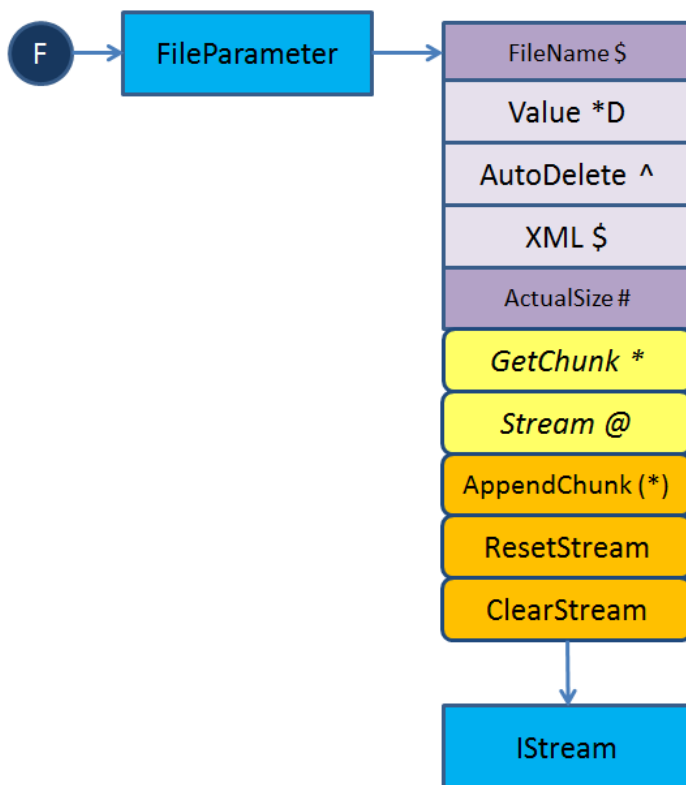 F
FileParameter
FileName $
Value *D
AutoDelete ^
XML $
ActualSize #
GetChunk *
Stream @
AppendChunk (*)
ResetStream
ClearStream
IStream